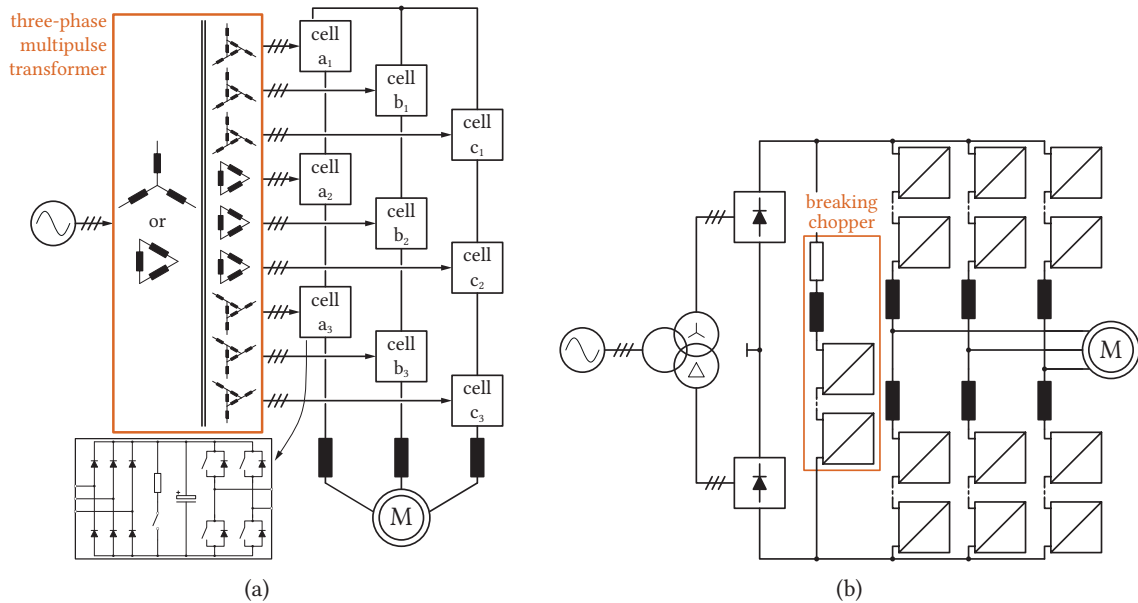 three-phase
multipulse
transformer
or
cell
a₁
cell
b₁
cell
c₁
cell
a₂
cell
b₂
cell
c₂
cell
a₃
cell
b₃
cell
c₃
+
M
(a)
breaking
chopper
M
(b)